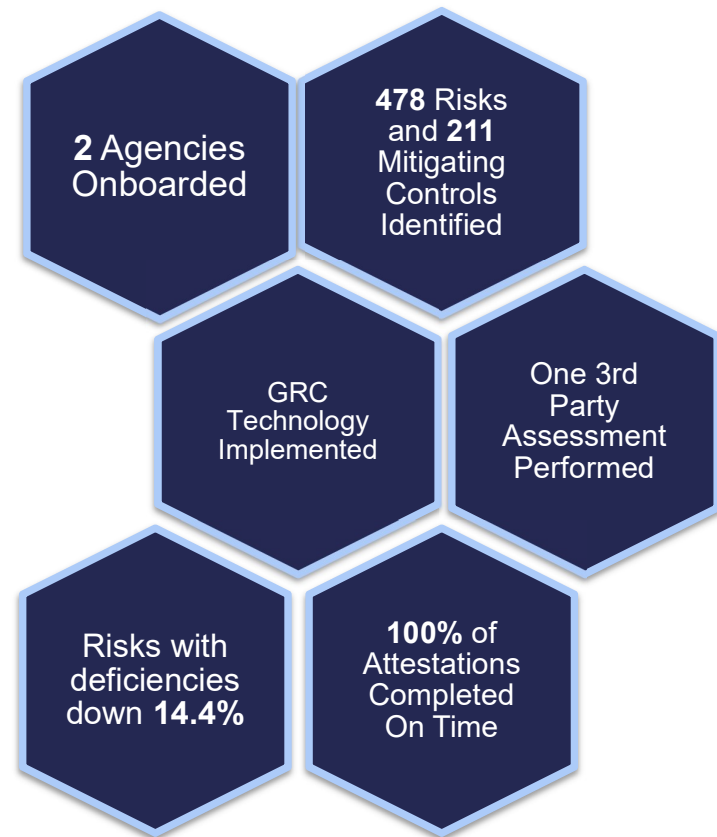 2 Agencies
Onboarded
478 Risks
and 211
Mitigating
Controls
Identified
GRC
Technology
Implemented
One 3rd
Party
Assessment
Performed
Risks with
deficiencies
down 14.4%
100% of
Attestations
Completed
On Time